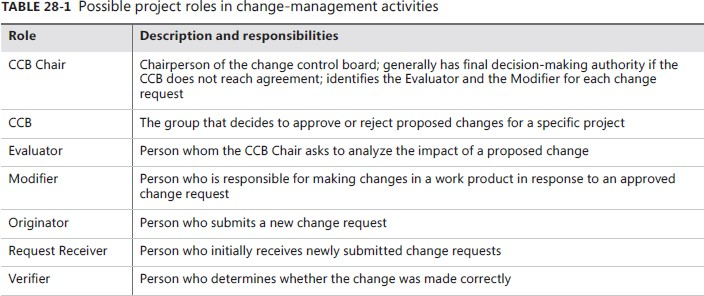 TABLE 28-1 Possible project roles in change-management activities
Role Description and responsibilities
CCB Chair Chairperson of the change control board; generally has final decision-making authority if the
CCB does not reach agreement; identifies the Evaluator and the Modifier for each change
request
CCB The group that decides to approve or reject proposed changes for a specific project
Evaluator Person whom the CCB Chair asks to analyze the impact of a proposed change
Modifier Person who is responsible for making changes in a work product in response to an approved
change request
Originator Person who submits a new change request
Request Receiver Person who initially receives newly submitted change requests
Verifier Person who determines whether the change was made correctly